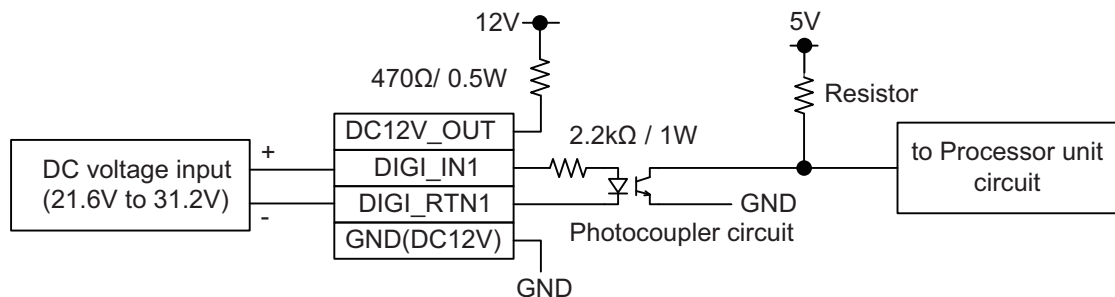 12V
5V
470Ω/ 0.5W
Resistor
DC12V_OUT
2.2kΩ / 1W
DC voltage input
(21.6V to 31.2V)
+
-
DIGI_IN1
DIGI_RTN1
GND(DC12V)
to Processor unit
circuit
GND
Photocoupler circuit
GND